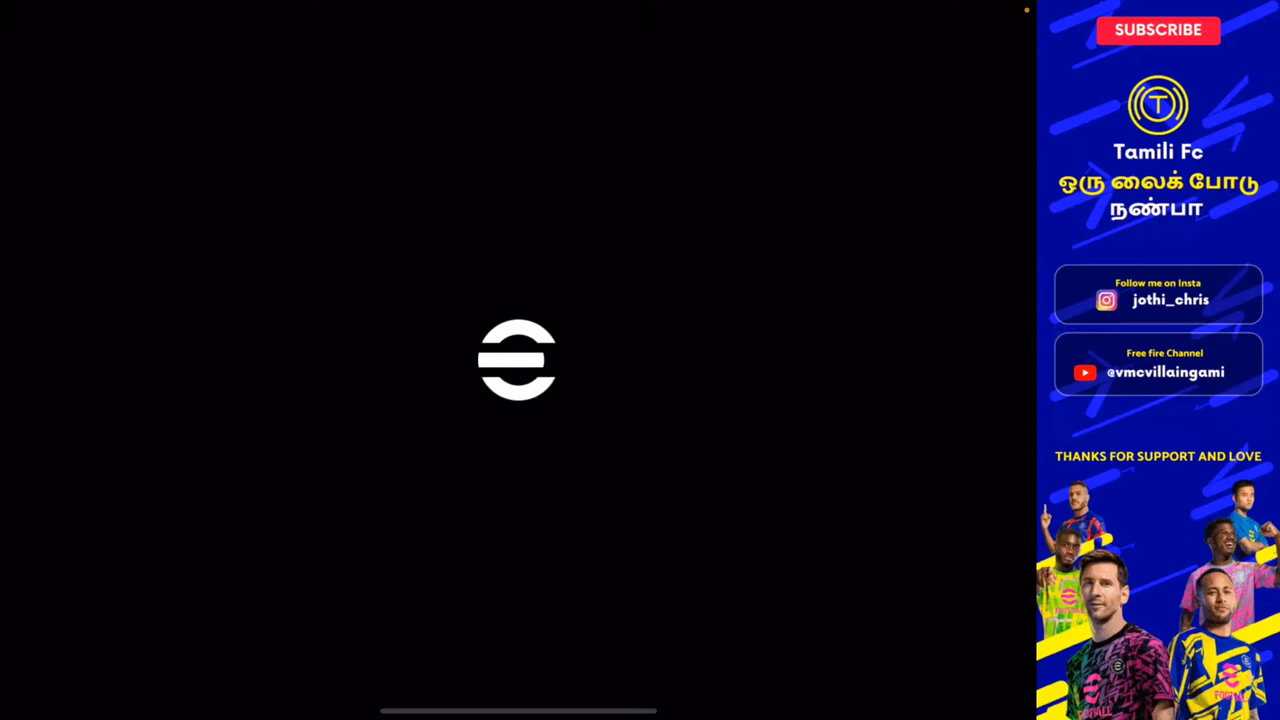 SUBSCRIBE
T
Tamili Fc
ஒரு லைக் போடு
நண்பா
Follow me on Insta
jothi_chris
Free fire Channel
@vmcvillaingami
THANKS FOR SUPPORT AND LOVE